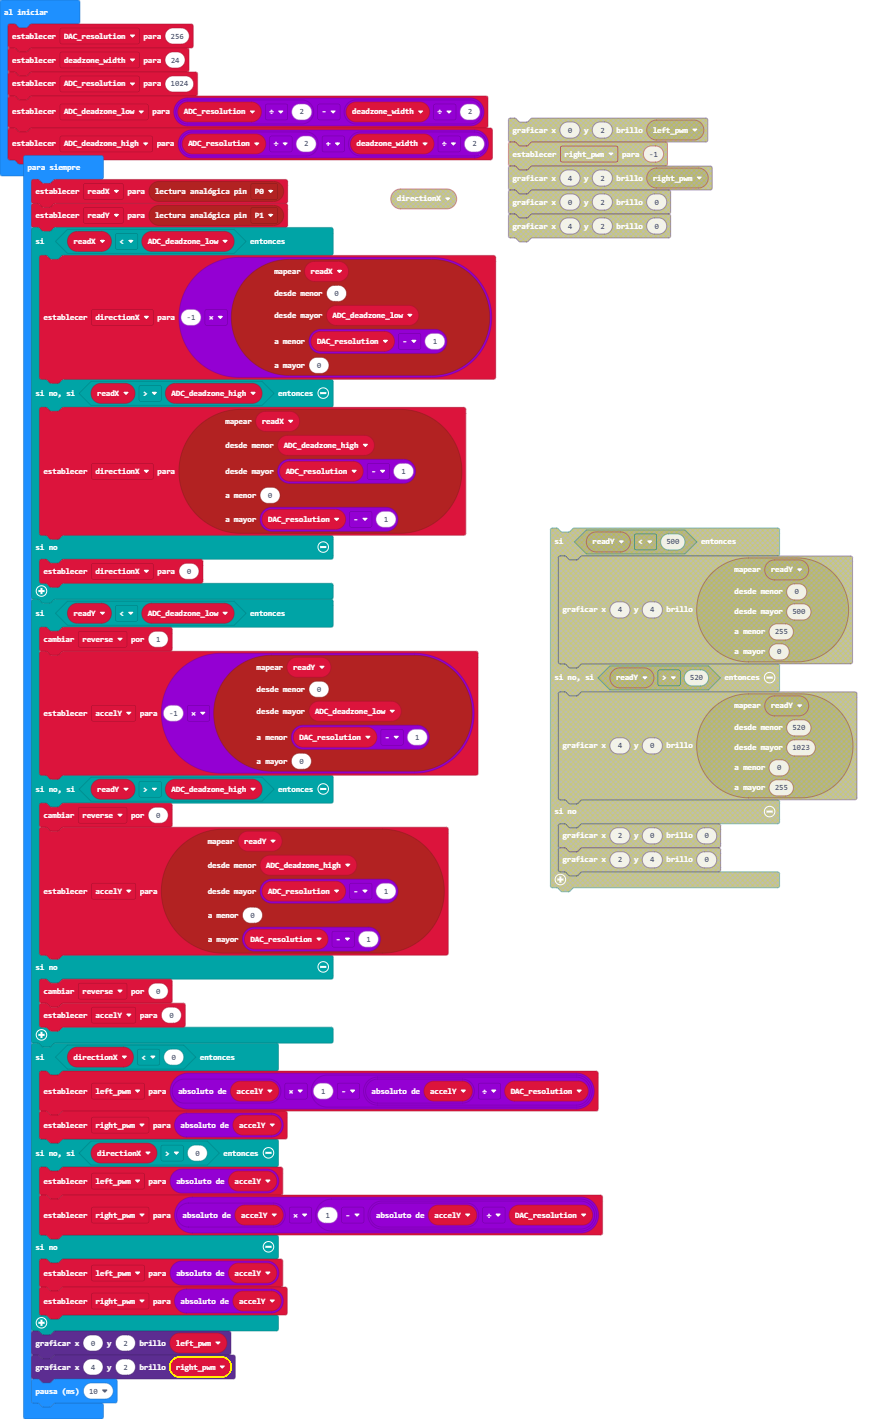 al iniciar
establecer DAC_resolution para 256
establecer deadzone_width para 24
establecer ADC_resolution para 1024
establecer ADC_deadzone_low para ADC_resolution ÷ 2 - deadzone_width ÷ 2
establecer ADC_deadzone_high para ADC_resolution ÷ 2 + deadzone_width ÷ 2
para siempre
establecer readX para lectura analógica pin P0
establecer readY para lectura analógica pin P1
si readX < ADC_deadzone_low entonces
mapear readX
desde menor 0
establecer directionX para -1 × desde mayor ADC_deadzone_low
a menor DAC_resolution - 1
a mayor 0
si no, si readX > ADC_deadzone_high entonces
mapear readX
desde menor ADC_deadzone_high
establecer directionX para desde mayor ADC_resolution - 1
a menor 0
a mayor DAC_resolution - 1
si no
establecer directionX para 0
si readY < ADC_deadzone_low entonces
cambiar reverse por 1
mapear readY
desde menor 0
establecer accelY para -1 × desde mayor ADC_deadzone_low
a menor DAC_resolution - 1
a mayor 0
si no, si readY > ADC_deadzone_high entonces
cambiar reverse por 0
mapear readY
desde menor ADC_deadzone_high
establecer accelY para desde mayor ADC_resolution - 1
a menor 0
a mayor DAC_resolution - 1
si no
cambiar reverse por 0
establecer accelY para 0
si directionX < 0 entonces
establecer left_pwm para absoluto de accelY × 1 - absoluto de accelY ÷ DAC_resolution
establecer right_pwm para absoluto de accelY
si no, si directionX > 0 entonces
establecer left_pwm para absoluto de accelY
establecer right_pwm para absoluto de accelY × 1 - absoluto de accelY ÷ DAC_resolution
si no
establecer left_pwm para absoluto de accelY
establecer right_pwm para absoluto de accelY
graficar x 0 y 2 brillo left_pwm
graficar x 4 y 2 brillo right_pwm
pausa (ms) 10
directionX
graficar x 0 y 2 brillo left_pwm
establecer right_pwm para -1
graficar x 4 y 2 brillo right_pwm
graficar x 0 y 2 brillo 0
graficar x 4 y 2 brillo 0
si readY < 500 entonces
mapear readY
desde menor 0
graficar x 4 y 4 brillo desde mayor 500
a menor 255
a mayor 0
si no, si readY > 520 entonces
mapear readY
desde menor 520
graficar x 4 y 0 brillo desde mayor 1023
a menor 0
a mayor 255
si no
graficar x 2 y 0 brillo 0
graficar x 2 y 4 brillo 0